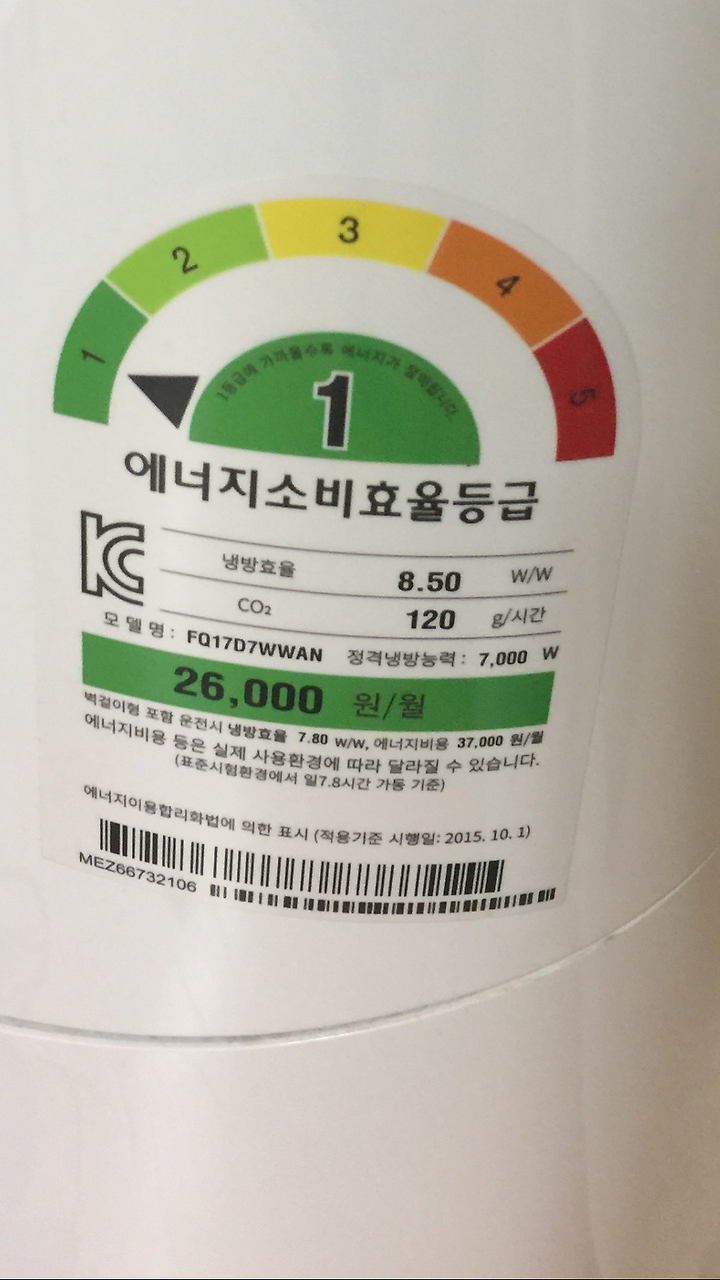 1
2
3
4
5
1등급에 가까울수록 에너지가 절약됩니다.
1
에너지소비효율등급
KC
냉방효율 8.50 W/W
CO₂ 120 g/시간
모델명: FQ17D7WWAN 정격냉방능력: 7,000 W
26,000 원/월
벽걸이형 포함 운전시 냉방효율 7.80 W/W, 에너지비용 37,000 원/월
에너지비용 등은 실제 사용환경에 따라 달라질 수 있습니다.
(표준시험환경에서 일7.8시간 가동 기준)
에너지이용합리화법에 의한 표시 (적용기준 시행일: 2015. 10. 1)
MEZ66732106